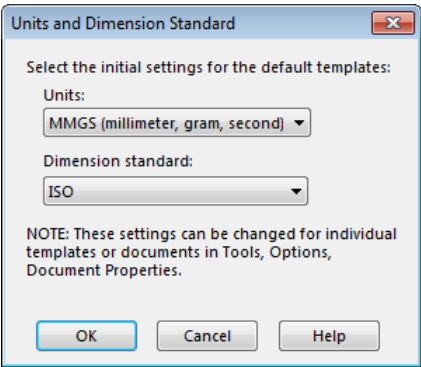 Units and Dimension Standard
Select the initial settings for the default templates:
Units:
MMGS (millimeter, gram, second)
Dimension standard:
ISO
NOTE: These settings can be changed for individual
templates or documents in Tools, Options,
Document Properties.
OK Cancel Help